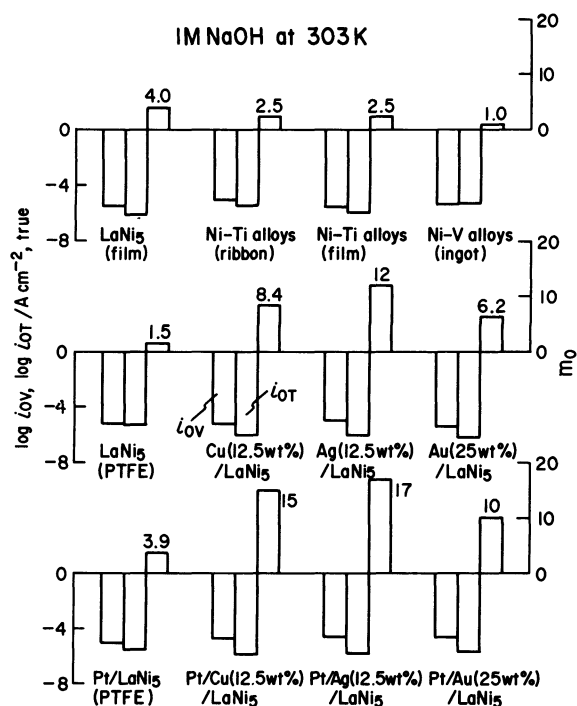 1M NaOH at 303K
20
10
0
4.0
2.5
2.5
1.0
0
-4
-8
LaNi5
(film)
Ni-Ti alloys
(ribbon)
Ni-Ti alloys
(film)
Ni-V alloys
(ingot)
log iOV, log iOT/A cm-2, true
20
10
0
m0
1.5
8.4
12
6.2
0
-4
-8
iOV
iOT
LaNi5
(PTFE)
Cu(12.5wt%)
/LaNi5
Ag(12.5wt%)
/LaNi5
Au(25wt%)
/LaNi5
20
10
0
3.9
15
17
10
0
-4
-8
Pt/LaNi5
(PTFE)
Pt/Cu(12.5wt%)
/LaNi5
Pt/Ag(12.5wt%)
/LaNi5
Pt/Au(25wt%)
/LaNi5